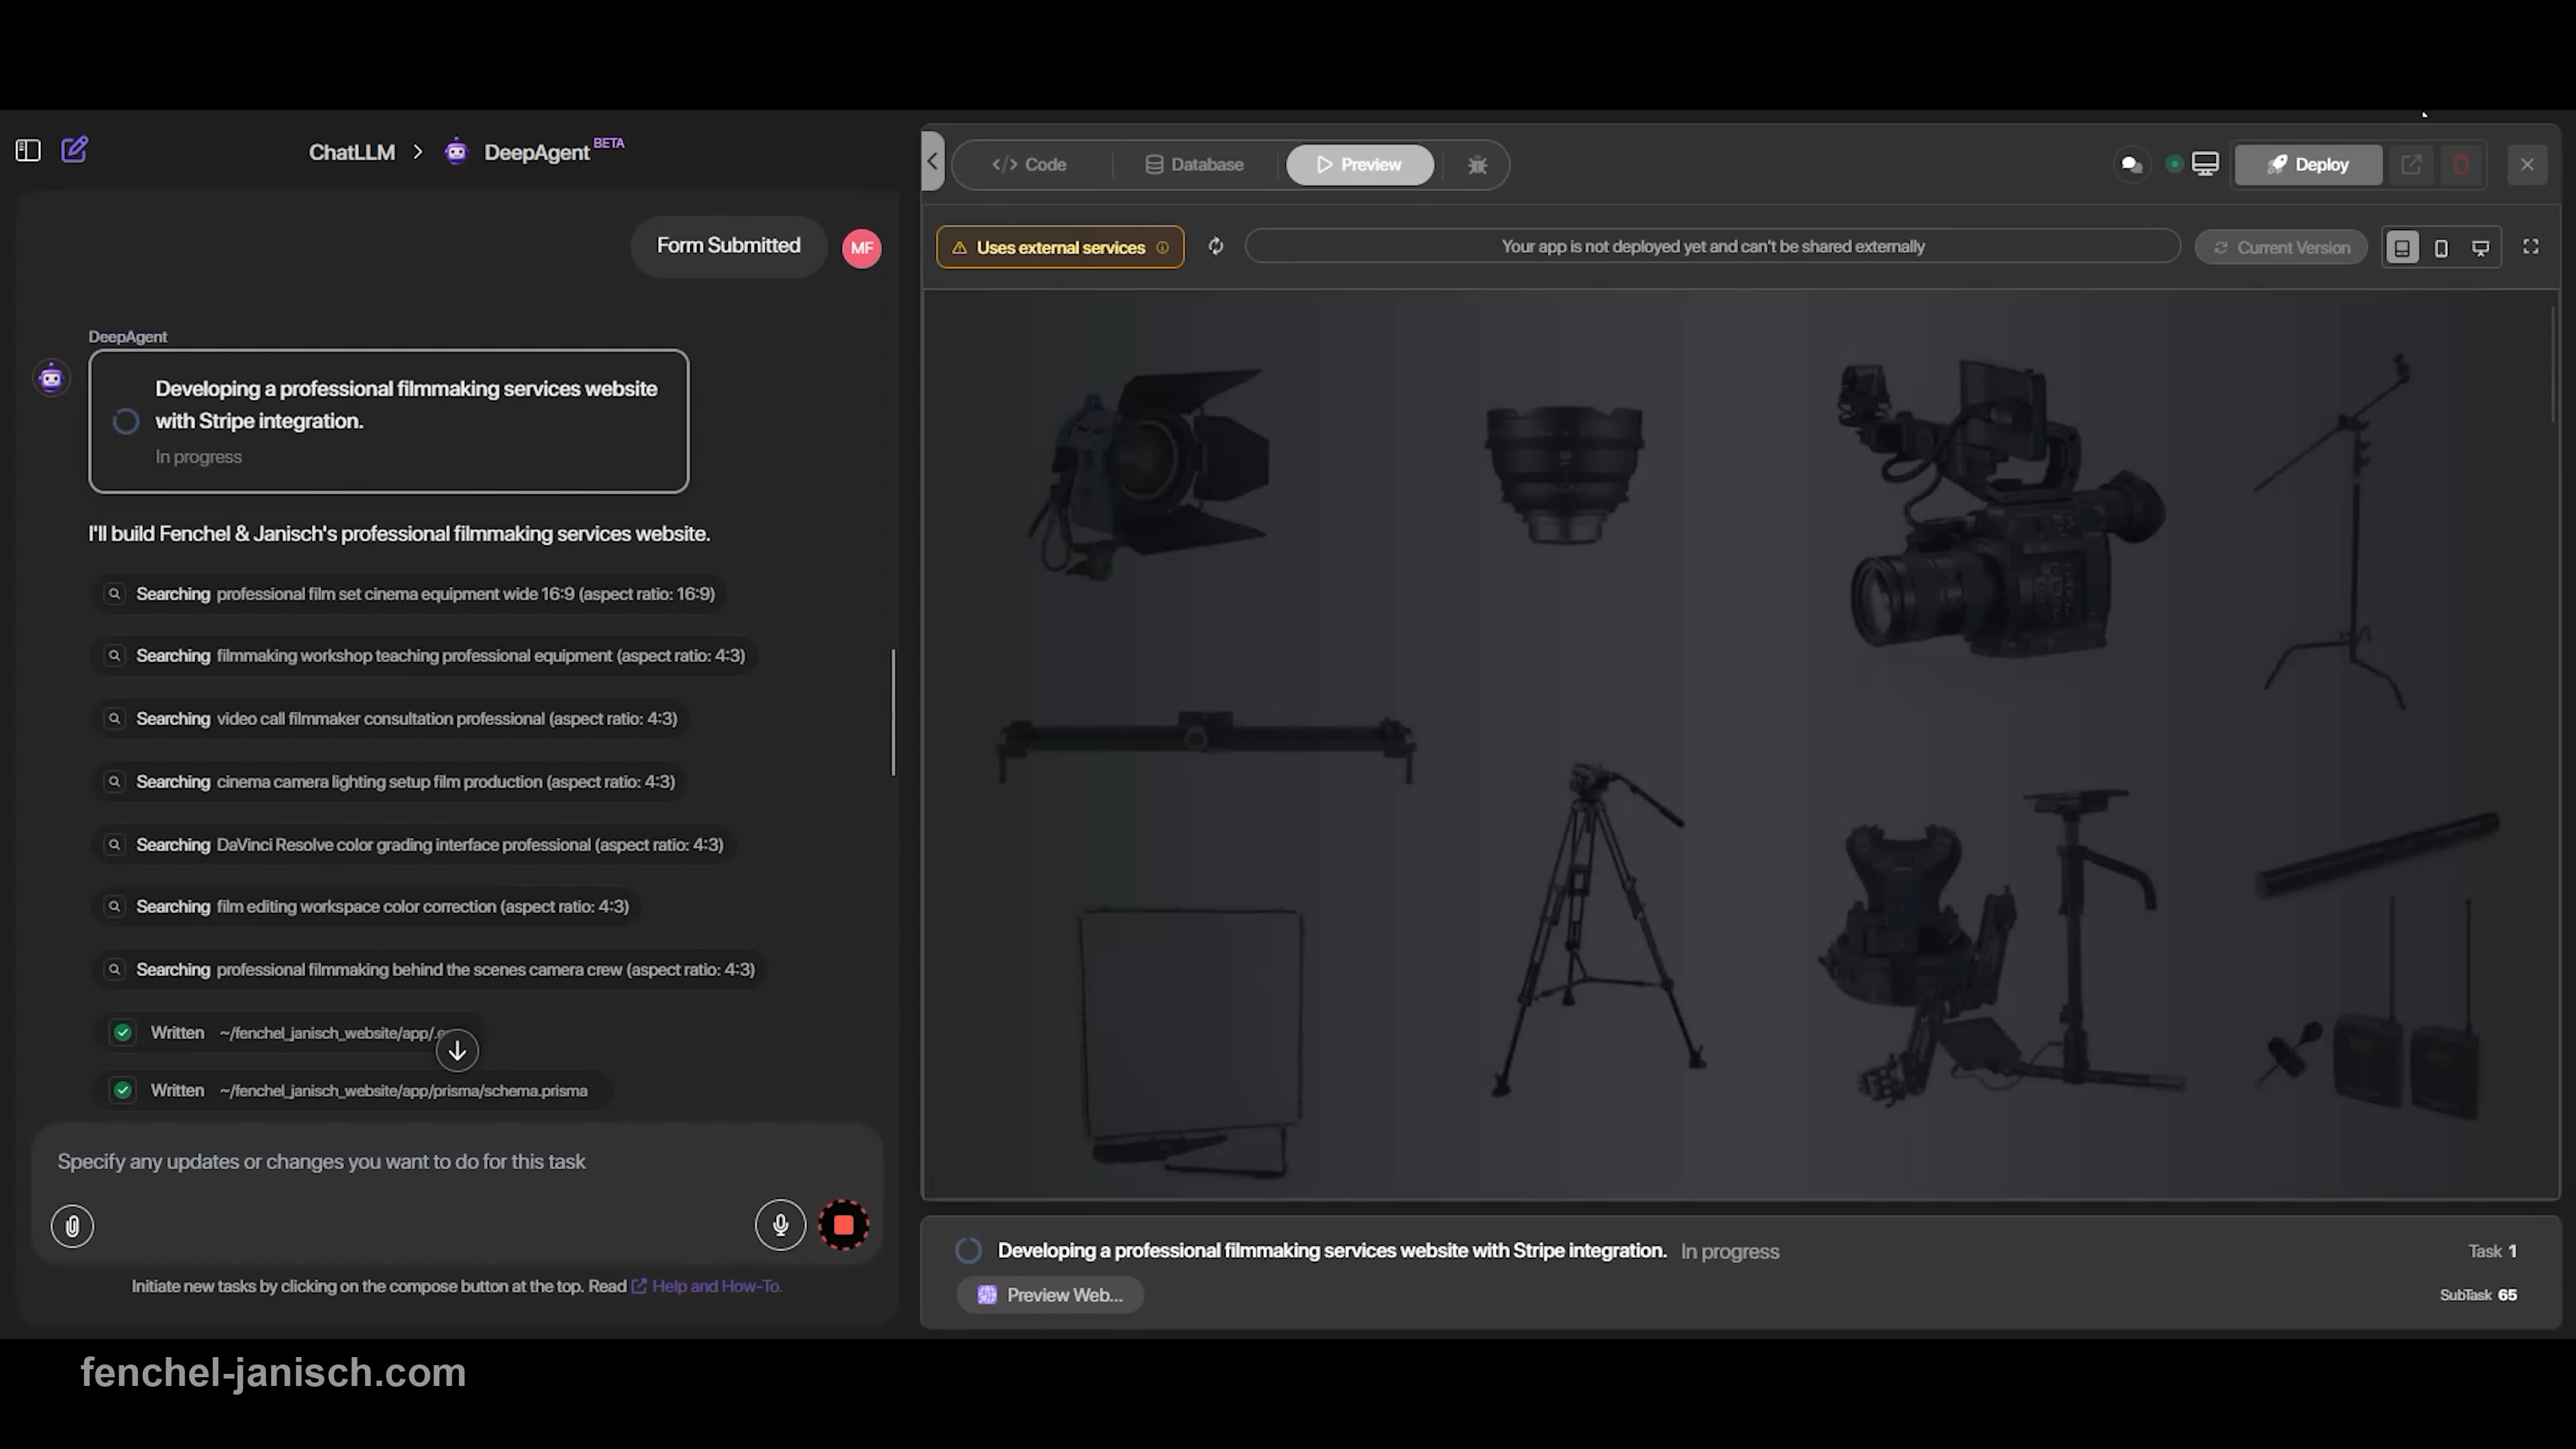 ChatLLM > DeepAgent BETA
Form Submitted
MF
DeepAgent
Developing a professional filmmaking services website
with Stripe integration.
In progress
I'll build Fenchel & Janisch's professional filmmaking services website.
Searching professional film set cinema equipment wide 16:9 (aspect ratio: 16:9)
Searching filmmaking workshop teaching professional equipment (aspect ratio: 4:3)
Searching video call filmmaker consultation professional (aspect ratio: 4:3)
Searching cinema camera lighting setup film production (aspect ratio: 4:3)
Searching DaVinci Resolve color grading interface professional (aspect ratio: 4:3)
Searching film editing workspace color correction (aspect ratio: 4:3)
Searching professional filmmaking behind the scenes camera crew (aspect ratio: 4:3)
Written ~/fenchel_janisch_website/app/.
Written ~/fenchel_janisch_website/app/prisma/schema.prisma
Specify any updates or changes you want to do for this task
Initiate new tasks by clicking on the compose button at the top. Read Help and How-To.
</> Code Database Preview
Deploy
Uses external services
Your app is not deployed yet and can't be shared externally
Current Version
Developing a professional filmmaking services website with Stripe integration. In progress
Task 1
Preview Web...
SubTask 65
fenchel-janisch.com